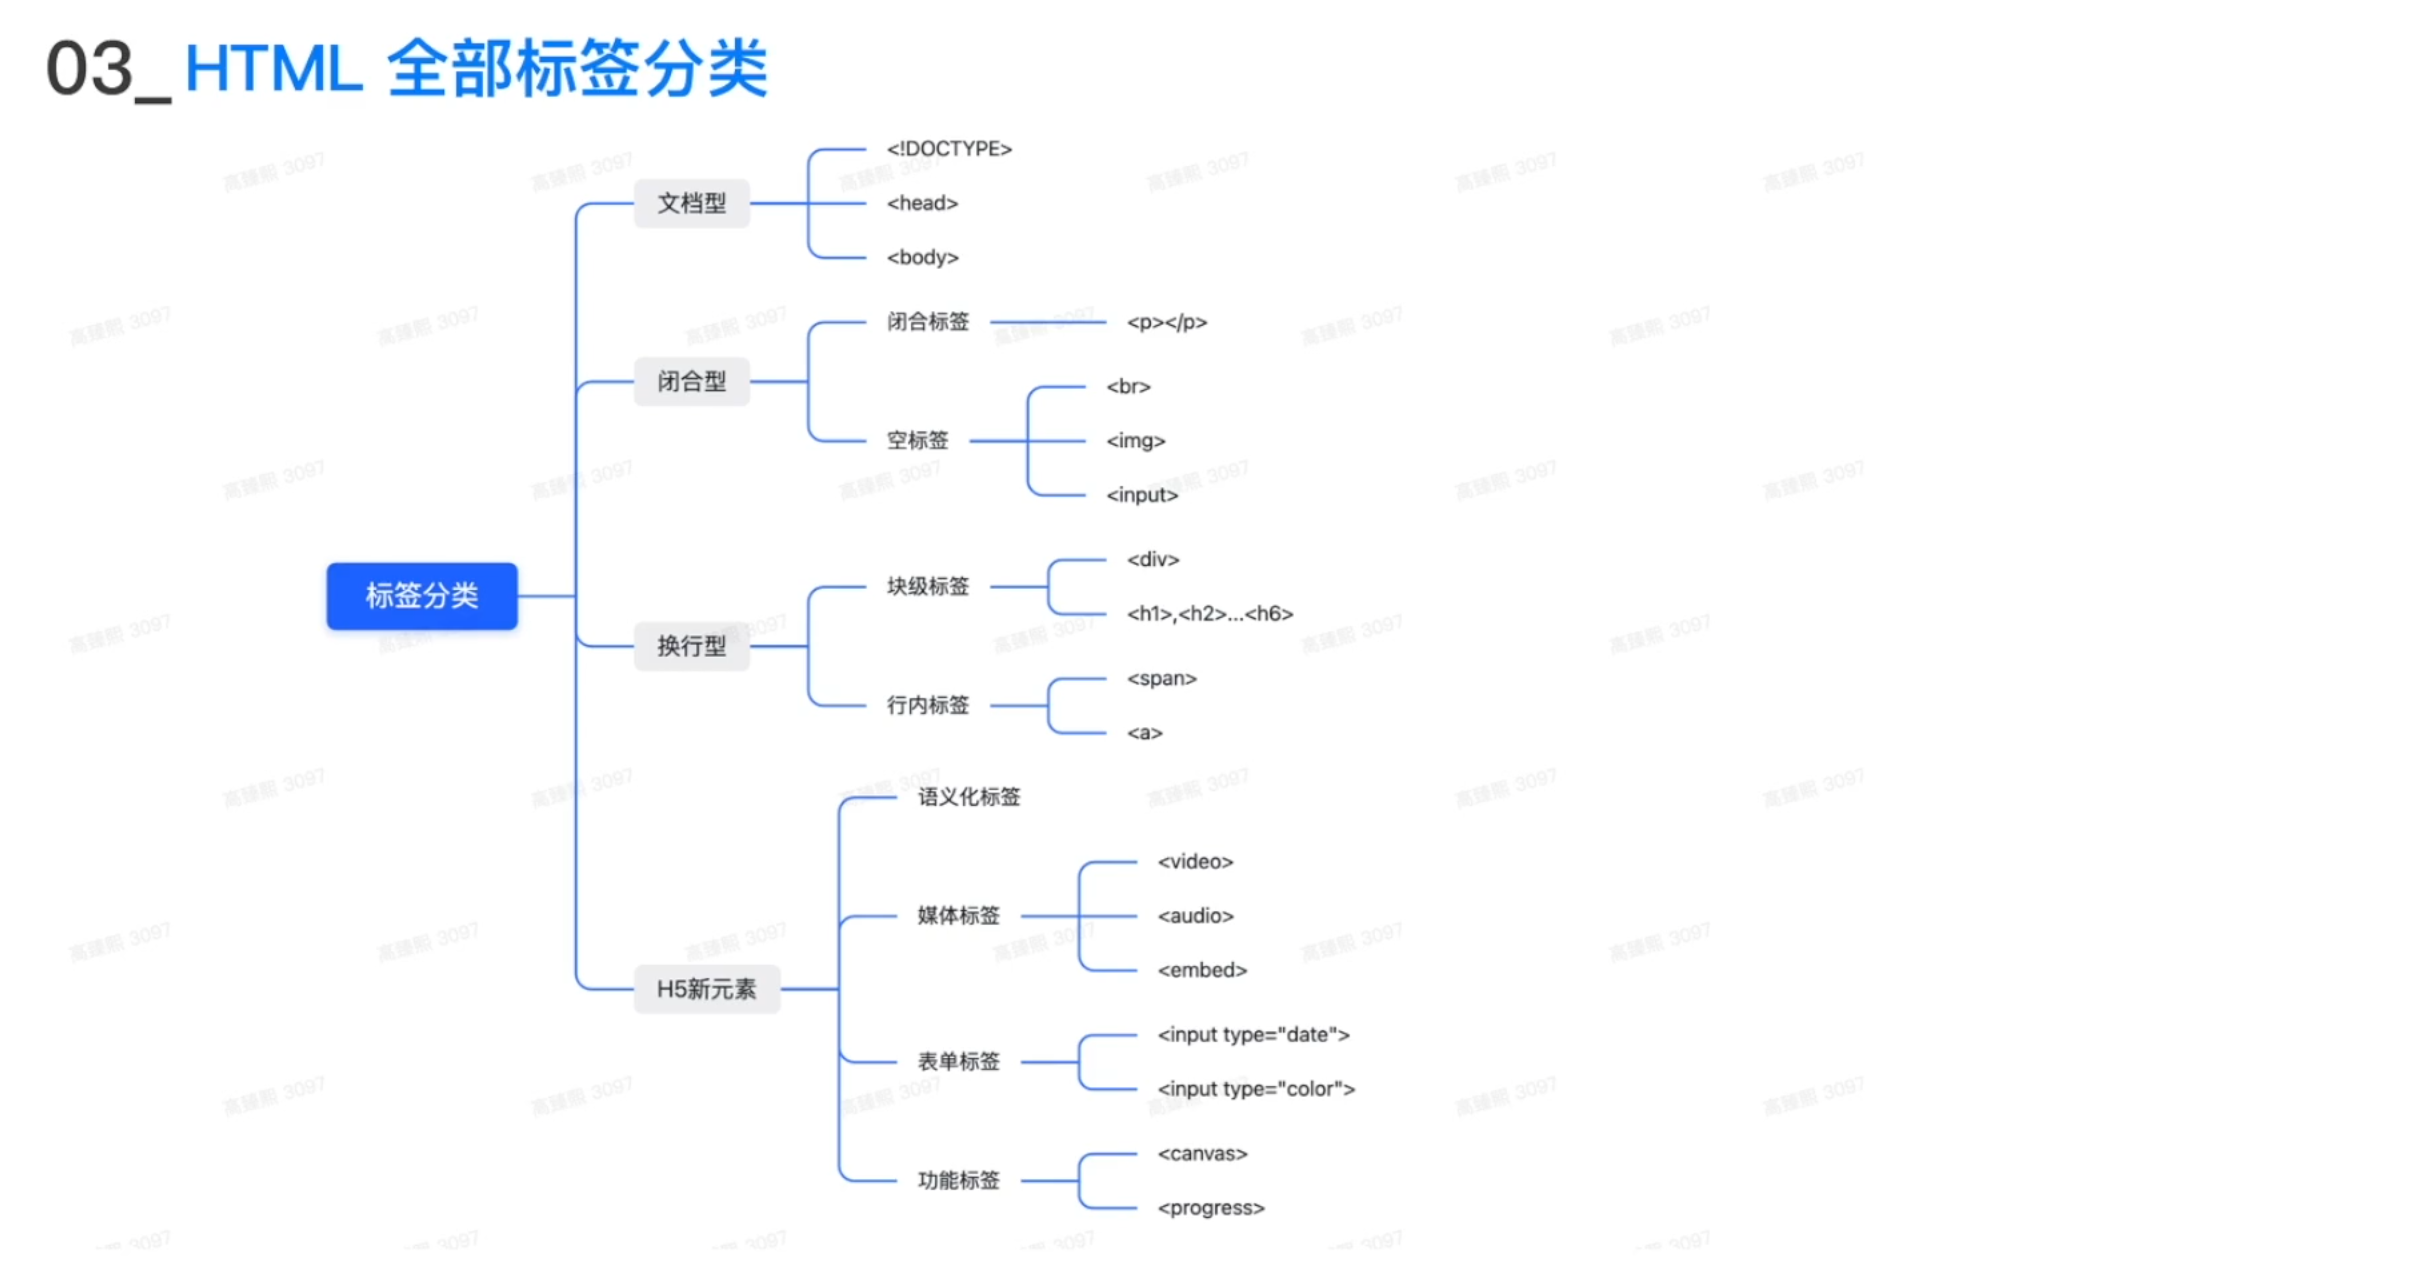 03_HTML 全部标签分类
标签分类
文档型
<!DOCTYPE>
<head>
<body>
闭合型
闭合标签
<p></p>
空标签
<br>
<img>
<input>
换行型
块级标签
<div>
<h1>,<h2>...<h6>
行内标签
<span>
<a>
H5新元素
语义化标签
媒体标签
<video>
<audio>
<embed>
表单标签
<input type="date">
<input type="color">
功能标签
<canvas>
<progress>
高臻熙 3097